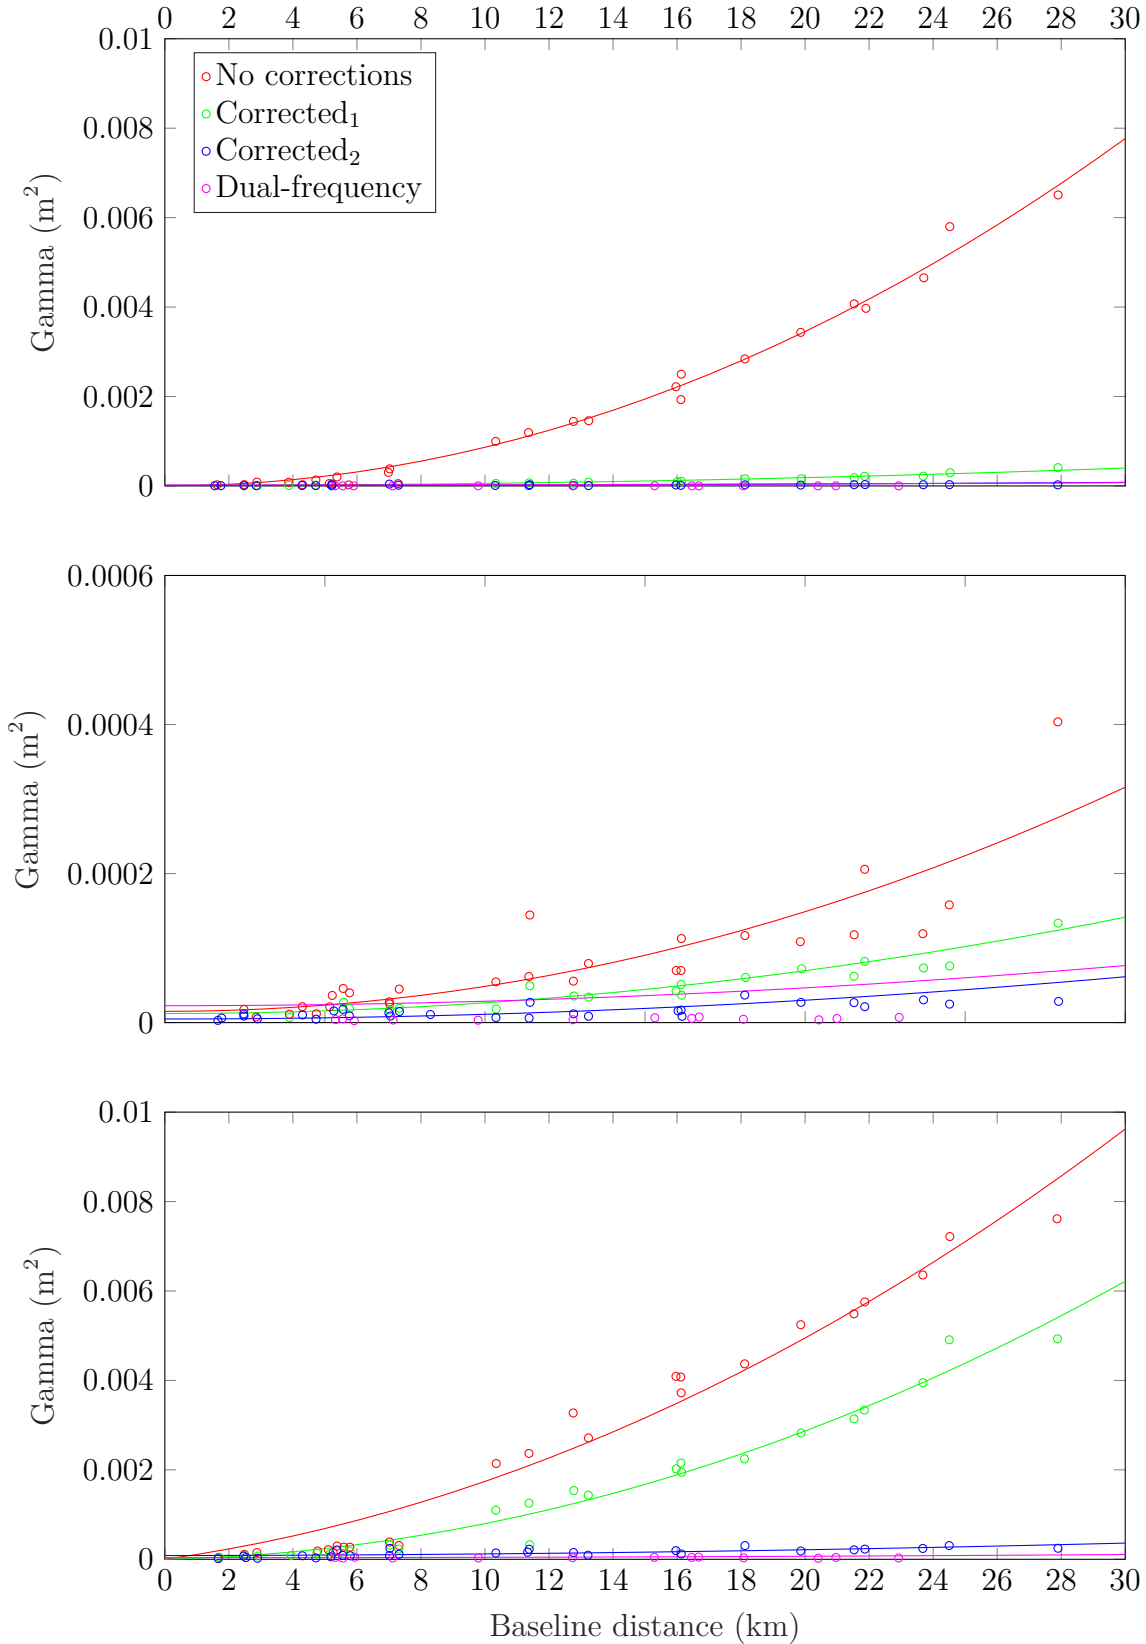 0 2 4 6 8 10 12 14 16 18 20 22 24 26 28 30
0.01
No corrections
Corrected₁
0.008
Corrected₂
Dual-frequency
0.006
Gamma (m²)
0.004
0.002
0
0.0006
0.0004
Gamma (m²)
0.0002
0
0.01
0.008
0.006
Gamma (m²)
0.004
0.002
0
0 2 4 6 8 10 12 14 16 18 20 22 24 26 28 30
Baseline distance (km)